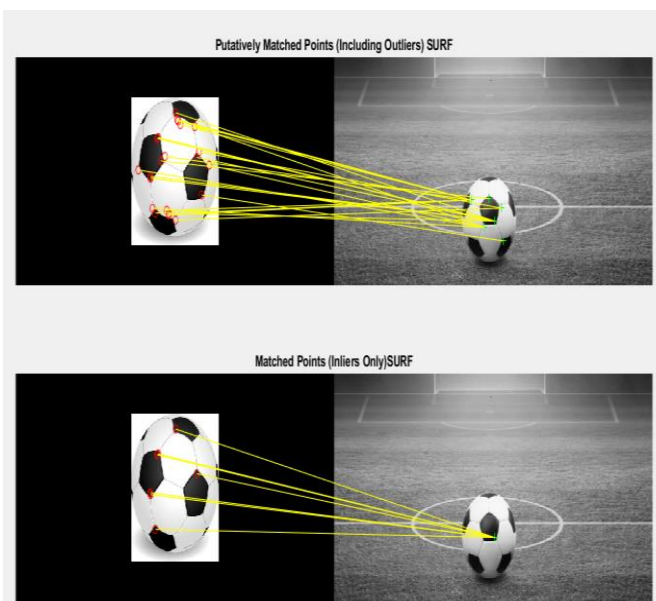 Putatively Matched Points (Including Outliers) SURF
Matched Points (Inliers Only)SURF